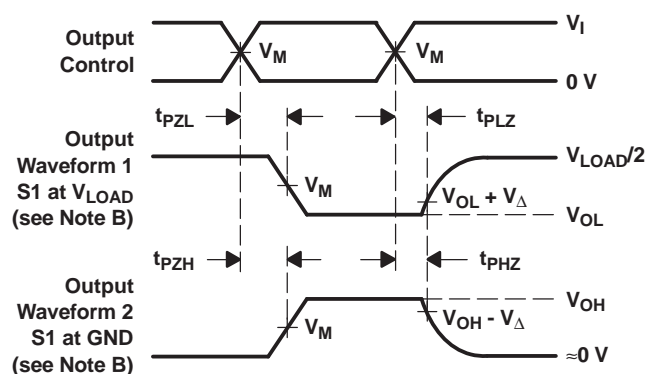 Output
Control
V_M
V_M
V_I
0 V
t_PZL
t_PLZ
Output
Waveform 1
S1 at V_LOAD
(see Note B)
V_M
V_OL + V_Δ
V_LOAD/2
V_OL
t_PZH
t_PHZ
Output
Waveform 2
S1 at GND
(see Note B)
V_M
V_OH - V_Δ
V_OH
≈0 V